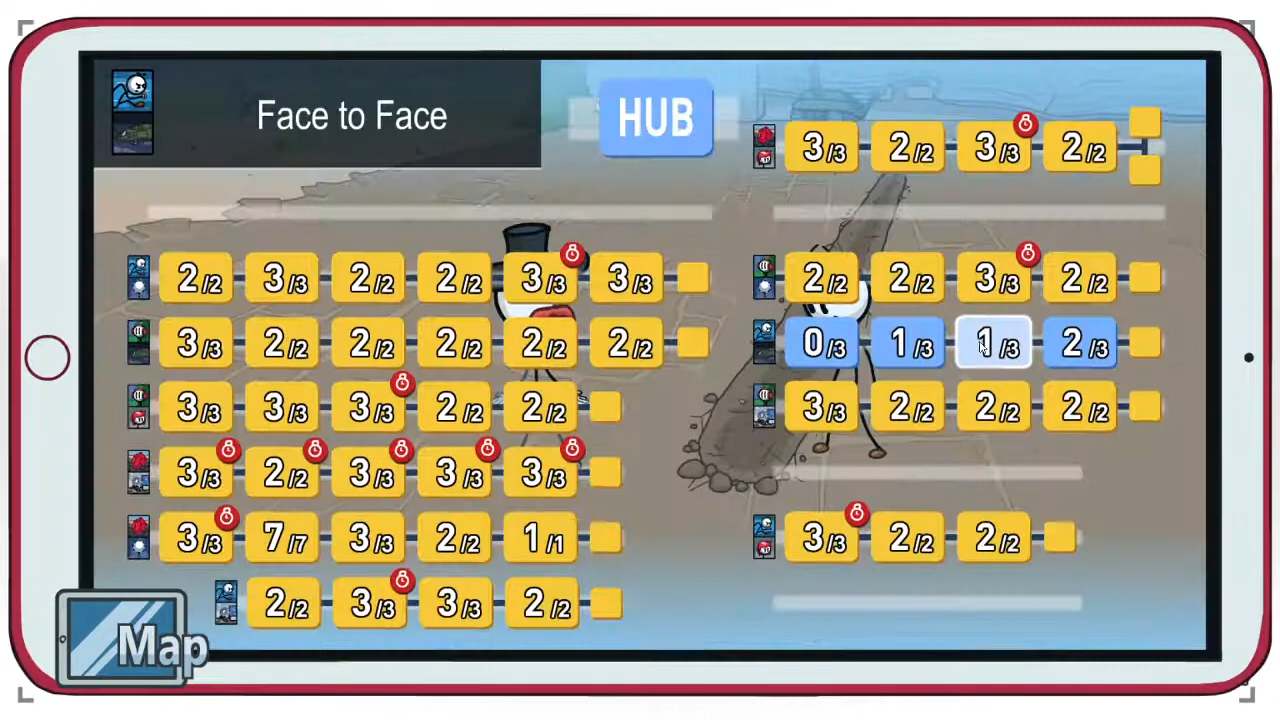 Face to Face
HUB
3/3 2/2 3/3 2/2
2/2 3/3 2/2 2/2 3/3 3/3
2/2 2/2 3/3 2/2
3/3 2/2 2/2 2/2 2/2 2/2
0/3 1/3 1/3 2/3
3/3 3/3 3/3 2/2 2/2
3/3 2/2 2/2 2/2
3/3 2/2 3/3 3/3 3/3
3/3 7/7 3/3 2/2 1/1
3/3 2/2 2/2
2/2 3/3 3/3 2/2
Map